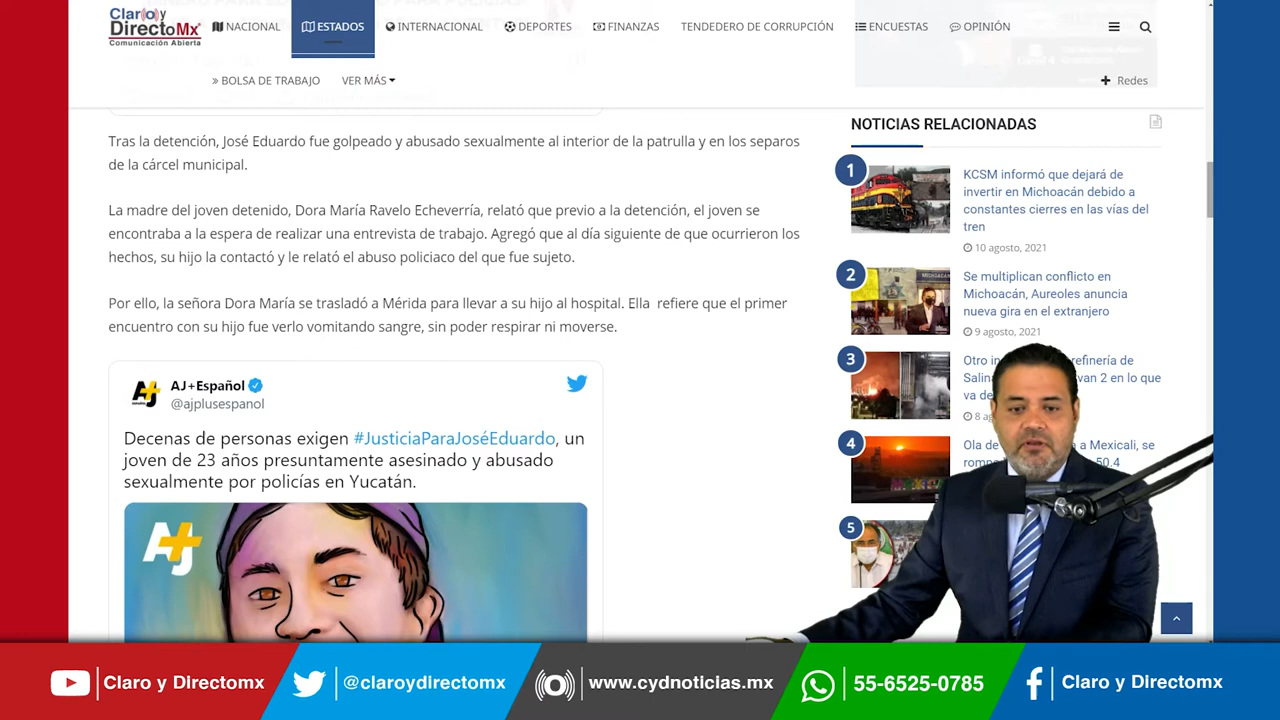 Claro y
DirectoMx
Comunicación Abierta
NACIONAL
ESTADOS
INTERNACIONAL
DEPORTES
FINANZAS
TENDEDERO DE CORRUPCIÓN
ENCUESTAS
OPINIÓN
» BOLSA DE TRABAJO
VER MÁS
Redes
Tras la detención, José Eduardo fue golpeado y abusado sexualmente al interior de la patrulla y en los separos
de la cárcel municipal.
La madre del joven detenido, Dora María Ravelo Echeverría, relató que previo a la detención, el joven se
encontraba a la espera de realizar una entrevista de trabajo. Agregó que al día siguiente de que ocurrieron los
hechos, su hijo la contactó y le relató el abuso policiaco del que fue sujeto.
Por ello, la señora Dora María se trasladó a Mérida para llevar a su hijo al hospital. Ella refiere que el primer
encuentro con su hijo fue verlo vomitando sangre, sin poder respirar ni moverse.
AJ+Español
@ajplusespanol
Decenas de personas exigen #JusticiaParaJoséEduardo, un
joven de 23 años presuntamente asesinado y abusado
sexualmente por policías en Yucatán.
AJ+
NOTICIAS RELACIONADAS
1
KCSM informó que dejará de
invertir en Michoacán debido a
constantes cierres en las vías del
tren
10 agosto, 2021
2
Se multiplican conflicto en
Michoacán, Aureoles anuncia
nueva gira en el extranjero
9 agosto, 2021
3
Otro in refinería de
Salin van 2 en lo que
va de
8 ag
4
Ola de a Mexicali, se
romp 50.4
5
Claro y Directomx
@claroydirectomx
www.cydnoticias.mx
55-6525-0785
Claro y Directomx